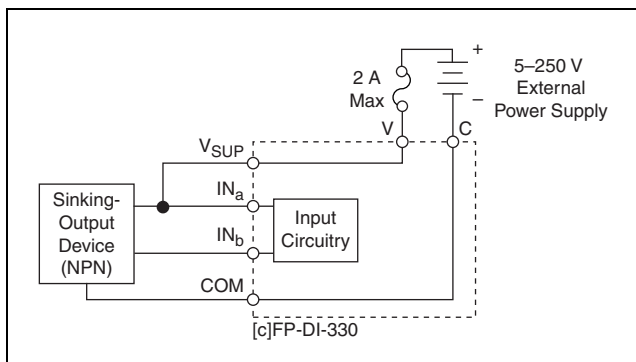 2 A
Max
+
–
5–250 V
External
Power Supply
V
C
VSUP
INa
INb
COM
Sinking-
Output
Device
(NPN)
Input
Circuitry
[c]FP-DI-330